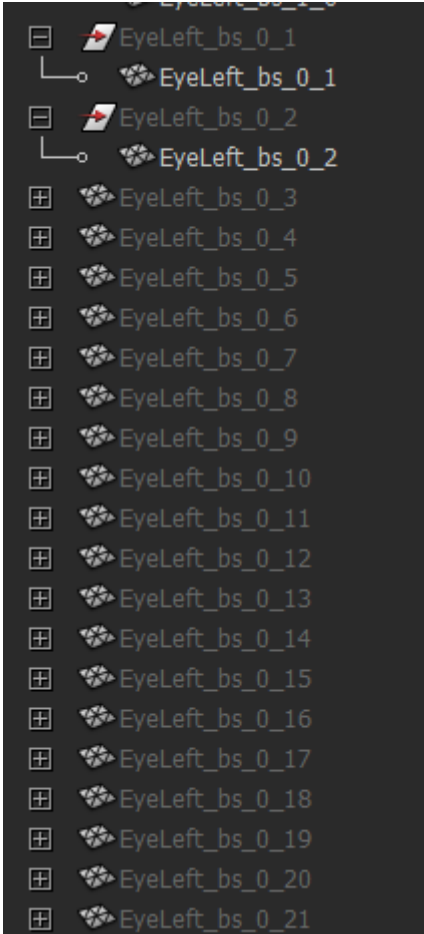 EyeLeft_bs_0_1
EyeLeft_bs_0_1
EyeLeft_bs_0_2
EyeLeft_bs_0_2
EyeLeft_bs_0_3
EyeLeft_bs_0_4
EyeLeft_bs_0_5
EyeLeft_bs_0_6
EyeLeft_bs_0_7
EyeLeft_bs_0_8
EyeLeft_bs_0_9
EyeLeft_bs_0_10
EyeLeft_bs_0_11
EyeLeft_bs_0_12
EyeLeft_bs_0_13
EyeLeft_bs_0_14
EyeLeft_bs_0_15
EyeLeft_bs_0_16
EyeLeft_bs_0_17
EyeLeft_bs_0_18
EyeLeft_bs_0_19
EyeLeft_bs_0_20
EyeLeft_bs_0_21